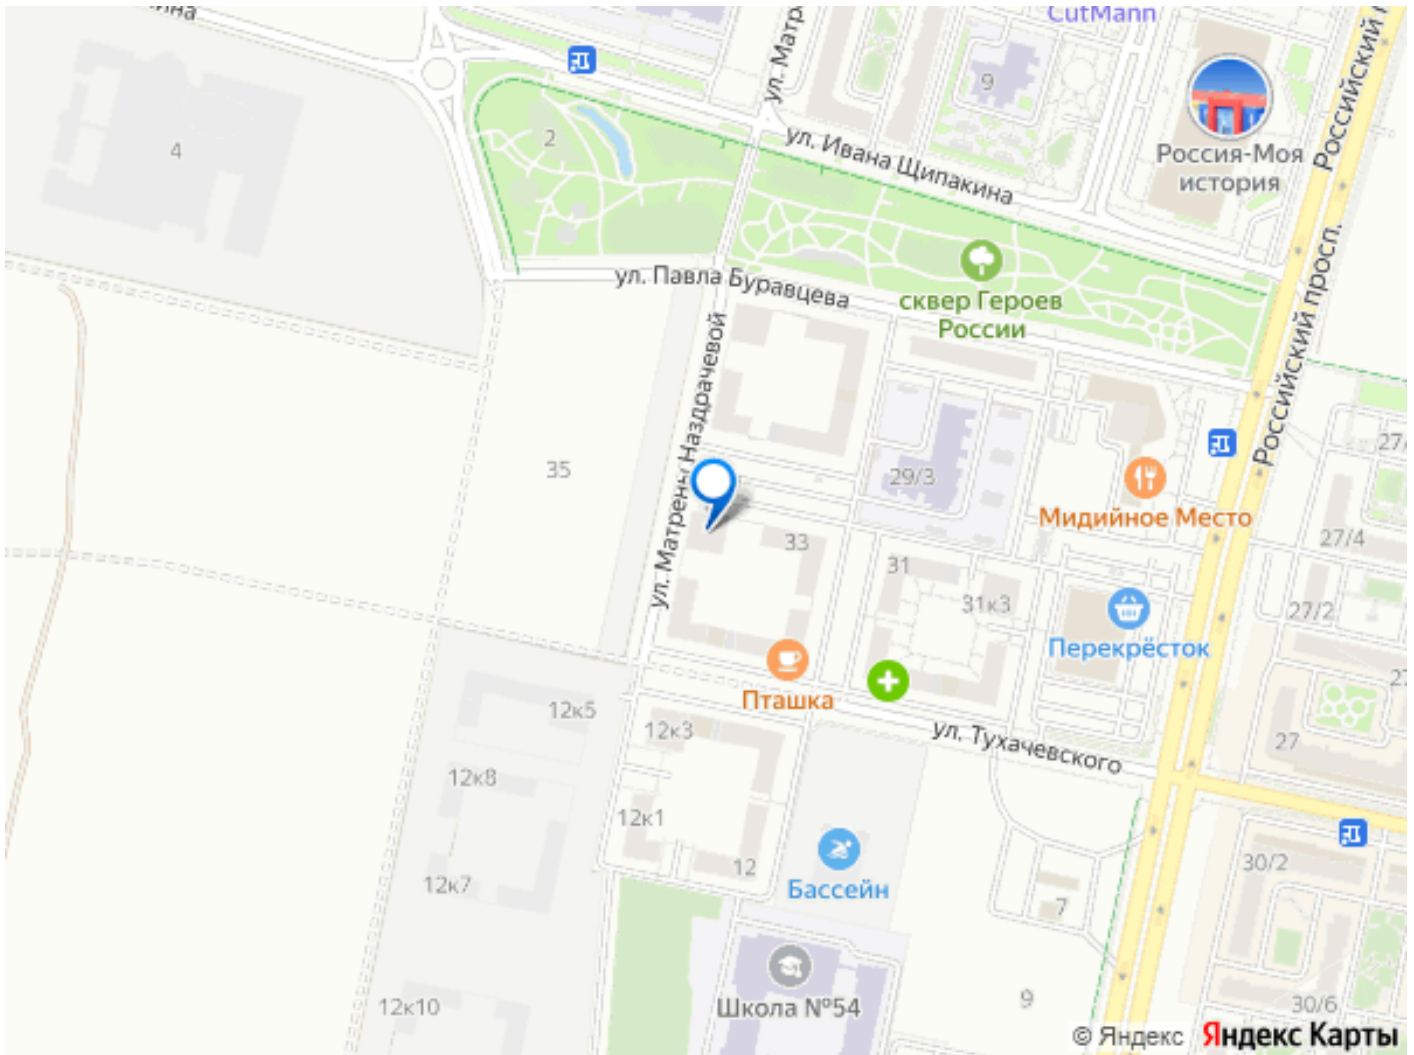 CutMann
ул. Матр
9
Российский п
4
2
ул. Ивана Щипакина
Россия-Моя
история
ул. Павла Буравцева
сквер Героев
России
Российский просп.
ул. Матрены Наздрачевой
35
29/3
27/
Мидийное Место
27/4
33
31
31к3
27/2
Перекрёсток
Пташка
27
12к5
12к3
ул. Тухачевского
27
12к8
12к1
30/2
12
12к7
Бассейн
7
Школа №54
12к10
9
30/6
© Яндекс Яндекс Карты